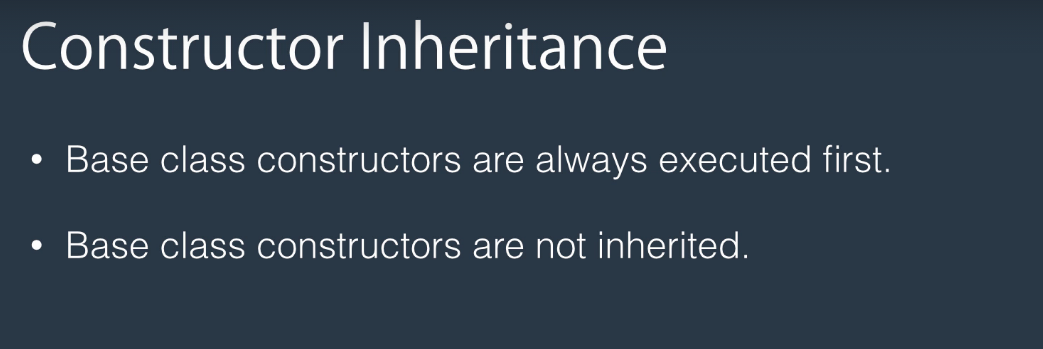 Constructor Inheritance
• Base class constructors are always executed first.
• Base class constructors are not inherited.